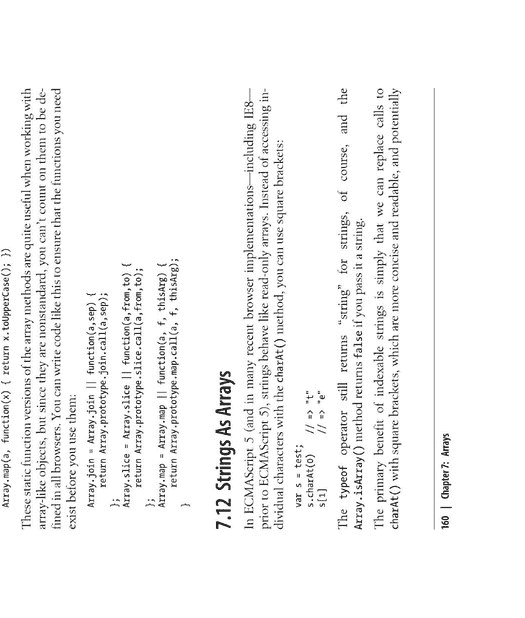 Array.map(a, function(x) { return x.toUpperCase(); })
These static function versions of the array methods are quite useful when working with
array-like objects, but since they are nonstandard, you can't count on them to be de-
fined in all browsers. You can write code like this to ensure that the functions you need
exist before you use them:
Array.join = Array.join || function(a,sep) {
return Array.prototype.join.call(a,sep);
};
Array.slice = Array.slice || function(a,from,to) {
return Array.prototype.slice.call(a,from,to);
};
Array.map = Array.map || function(a, f, thisArg) {
return Array.prototype.map.call(a, f, thisArg);
}
7.12 Strings As Arrays
In ECMAScript 5 (and in many recent browser implementations—including IE8—
prior to ECMAScript 5), strings behave like read-only arrays. Instead of accessing in-
dividual characters with the charAt() method, you can use square brackets:
var s = test;
s.charAt(0) // => "t"
s[1] // => "e"
The typeof operator still returns “string” for strings, of course, and the
Array.isArray() method returns false if you pass it a string.
The primary benefit of indexable strings is simply that we can replace calls to
charAt() with square brackets, which are more concise and readable, and potentially
160 | Chapter 7: Arrays